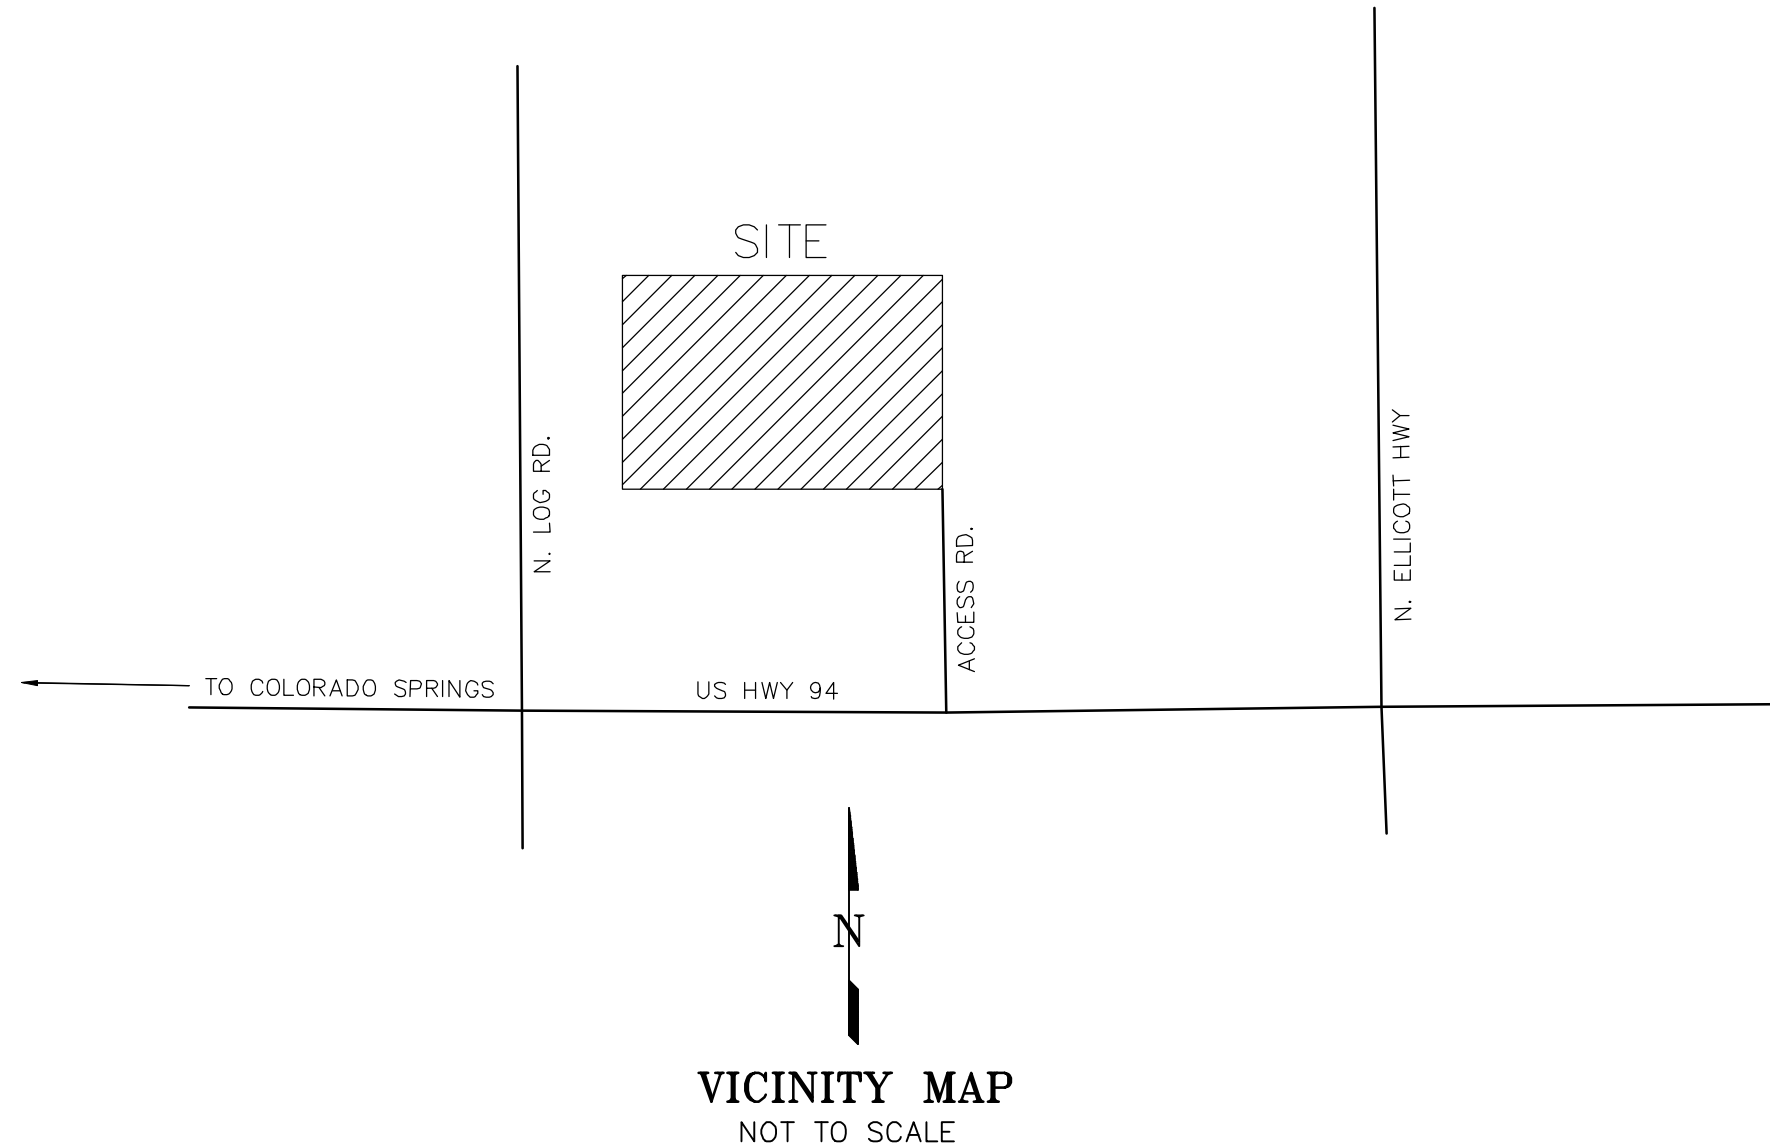 SITE
N. LOG RD.
N. ELLICOTT HWY
ACCESS RD.
TO COLORADO SPRINGS
US HWY 94
N
VICINITY MAP
NOT TO SCALE